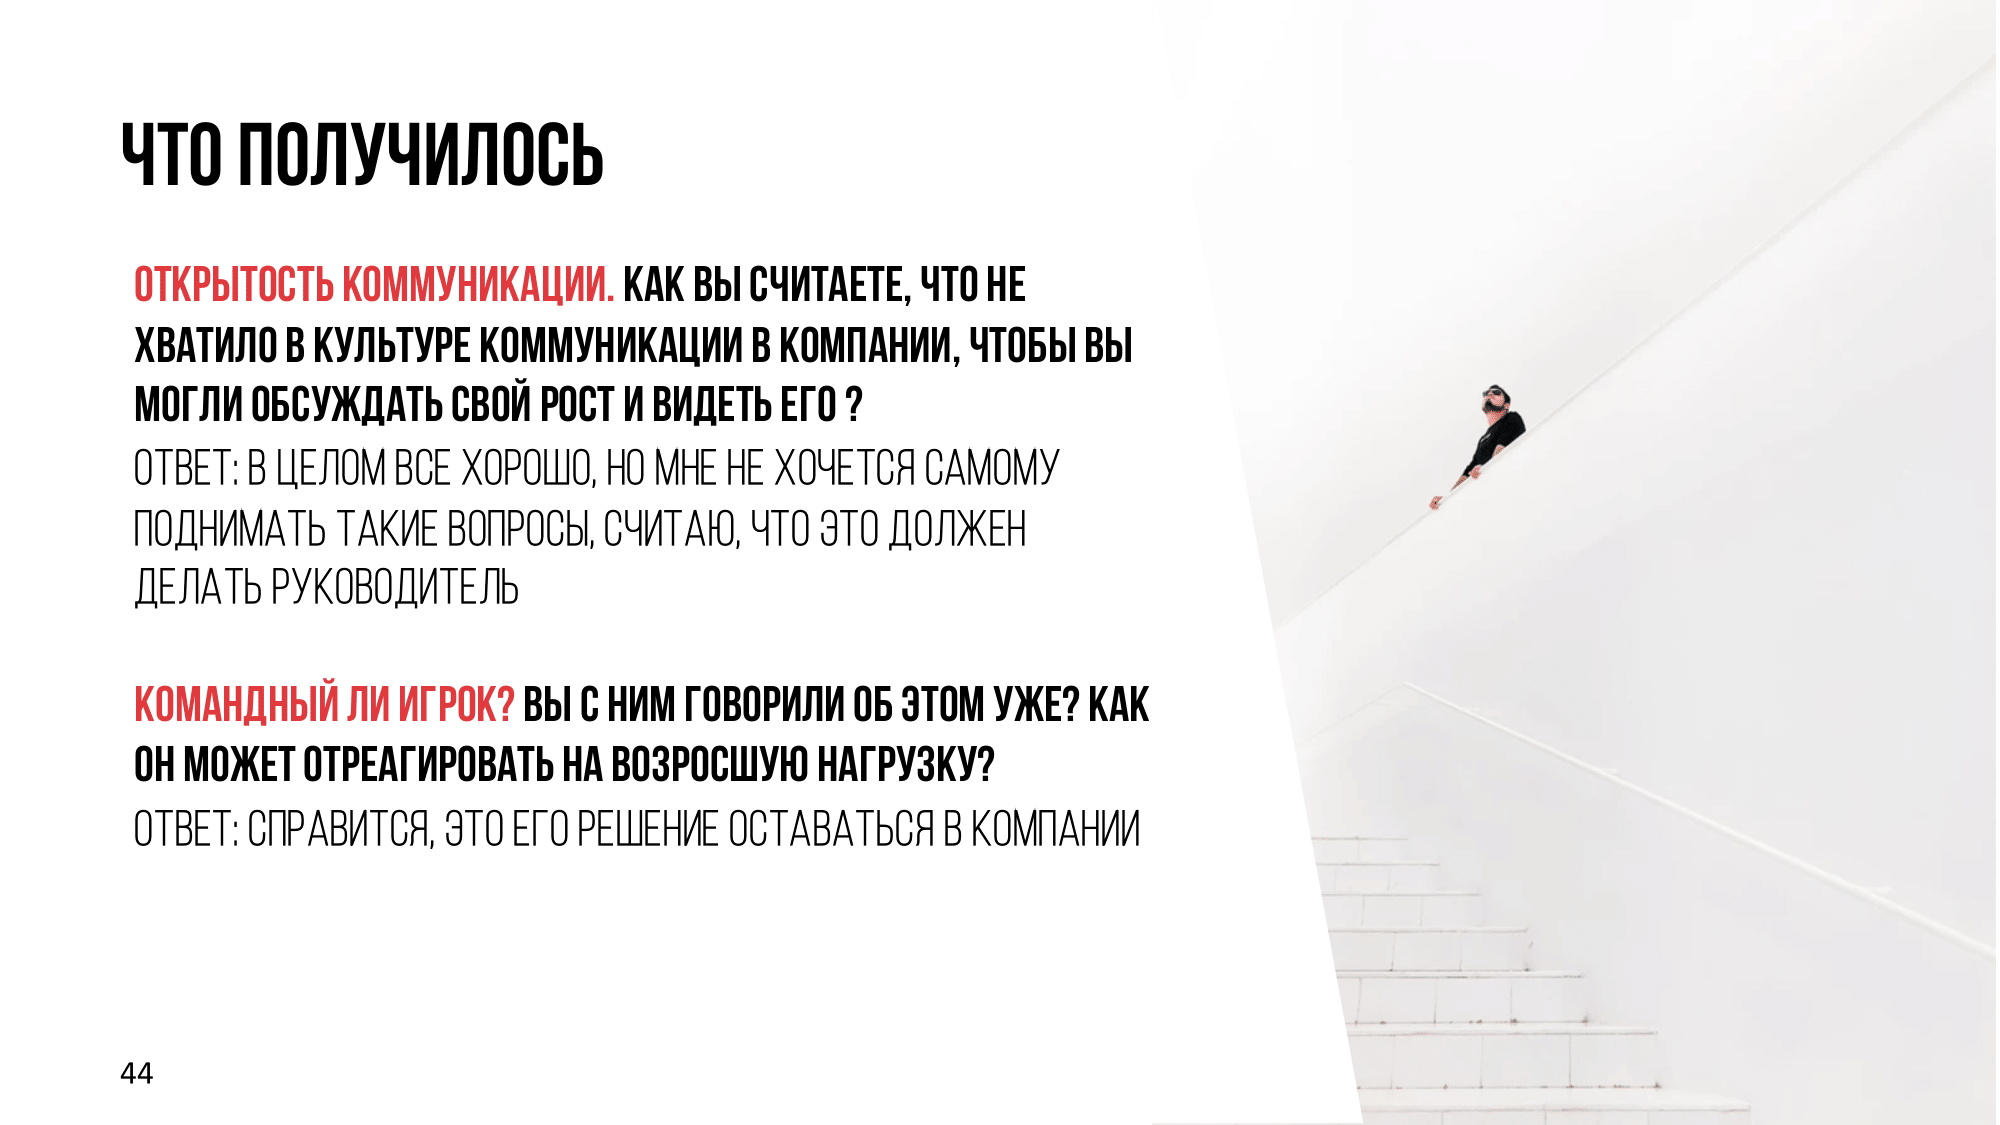 ЧТО ПОЛУЧИЛОСЬ
ОТКРЫТОСТЬ КОММУНИКАЦИИ. КАК ВЫ СЧИТАЕТЕ, ЧТО НЕ
ХВАТИЛО В КУЛЬТУРЕ КОММУНИКАЦИИ В КОМПАНИИ, ЧТОБЫ ВЫ
МОГЛИ ОБСУЖДАТЬ СВОЙ РОСТ И ВИДЕТЬ ЕГО ?
ОТВЕТ: В ЦЕЛОМ ВСЕ ХОРОШО, НО МНЕ НЕ ХОЧЕТСЯ САМОМУ
ПОДНИМАТЬ ТАКИЕ ВОПРОСЫ, СЧИТАЮ, ЧТО ЭТО ДОЛЖЕН
ДЕЛАТЬ РУКОВОДИТЕЛЬ
КОМАНДНЫЙ ЛИ ИГРОК? ВЫ С НИМ ГОВОРИЛИ ОБ ЭТОМ УЖЕ? КАК
ОН МОЖЕТ ОТРЕАГИРОВАТЬ НА ВОЗРОСШУЮ НАГРУЗКУ?
ОТВЕТ: СПРАВИТСЯ, ЭТО ЕГО РЕШЕНИЕ ОСТАВАТЬСЯ В КОМПАНИИ
44